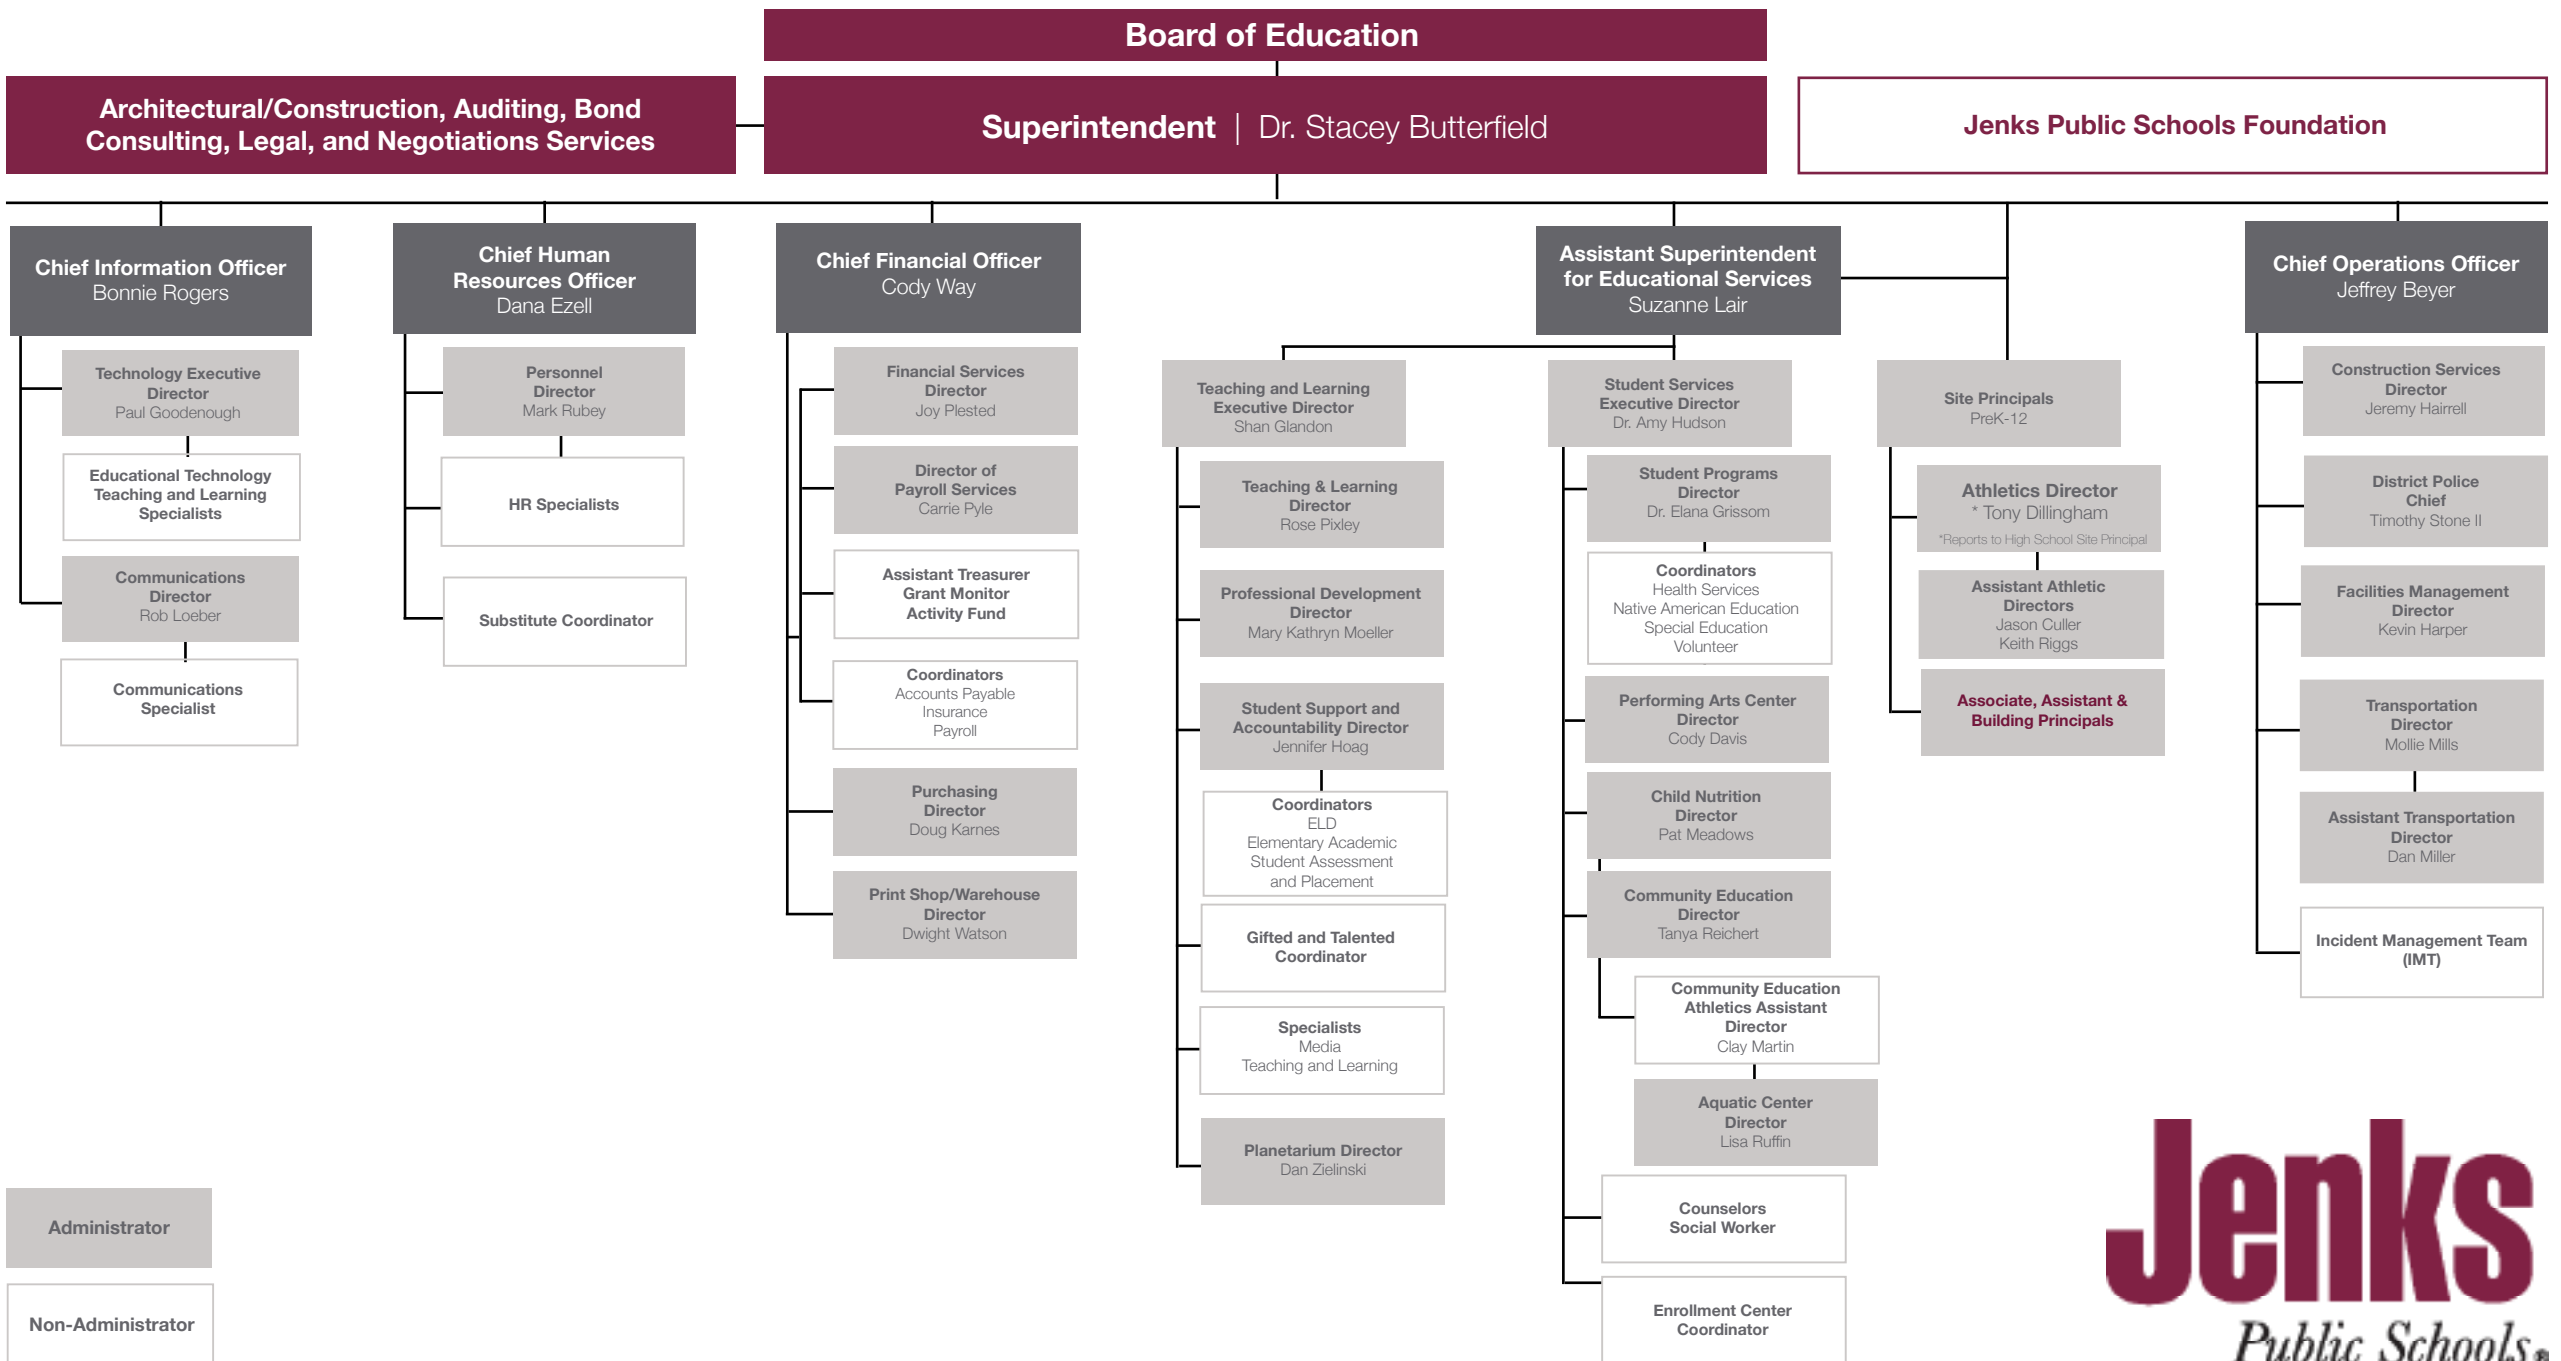 Board of Education
Architectural/Construction, Auditing, Bond
Consulting, Legal, and Negotiations Services
Superintendent | Dr. Stacey Butterfield
Jenks Public Schools Foundation
Chief Information Officer
Bonnie Rogers
Technology Executive
Director
Paul Goodenough
Educational Technology
Teaching and Learning
Specialists
Communications
Director
Rob Loeber
Communications
Specialist
Chief Human
Resources Officer
Dana Ezell
Personnel
Director
Mark Rubey
HR Specialists
Substitute Coordinator
Chief Financial Officer
Cody Way
Financial Services
Director
Joy Plested
Director of
Payroll Services
Carrie Pyle
Assistant Treasurer
Grant Monitor
Activity Fund
Coordinators
Accounts Payable
Insurance
Payroll
Purchasing
Director
Doug Karnes
Print Shop/Warehouse
Director
Dwight Watson
Assistant Superintendent
for Educational Services
Suzanne Lair
Teaching and Learning
Executive Director
Shan Glandon
Teaching & Learning
Director
Rose Pixley
Professional Development
Director
Mary Kathryn Moeller
Student Support and
Accountability Director
Jennifer Hoag
Coordinators
ELD
Elementary Academic
Student Assessment
and Placement
Gifted and Talented
Coordinator
Specialists
Media
Teaching and Learning
Planetarium Director
Dan Zielinski
Student Services
Executive Director
Dr. Amy Hudson
Student Programs
Director
Dr. Elana Grissom
Coordinators
Health Services
Native American Education
Special Education
Volunteer
Performing Arts Center
Director
Cody Davis
Child Nutrition
Director
Pat Meadows
Community Education
Director
Tanya Reichert
Community Education
Athletics Assistant
Director
Clay Martin
Aquatic Center
Director
Lisa Ruffin
Counselors
Social Worker
Enrollment Center
Coordinator
Site Principals
PreK-12
Athletics Director
* Tony Dillingham
*Reports to High School Site Principal
Assistant Athletic
Directors
Jason Culler
Keith Riggs
Associate, Assistant &
Building Principals
Chief Operations Officer
Jeffrey Beyer
Construction Services
Director
Jeremy Hairrell
District Police
Chief
Timothy Stone II
Facilities Management
Director
Kevin Harper
Transportation
Director
Mollie Mills
Assistant Transportation
Director
Dan Miller
Incident Management Team
(IMT)
Administrator
Non-Administrator
Jenks
Public Schools®